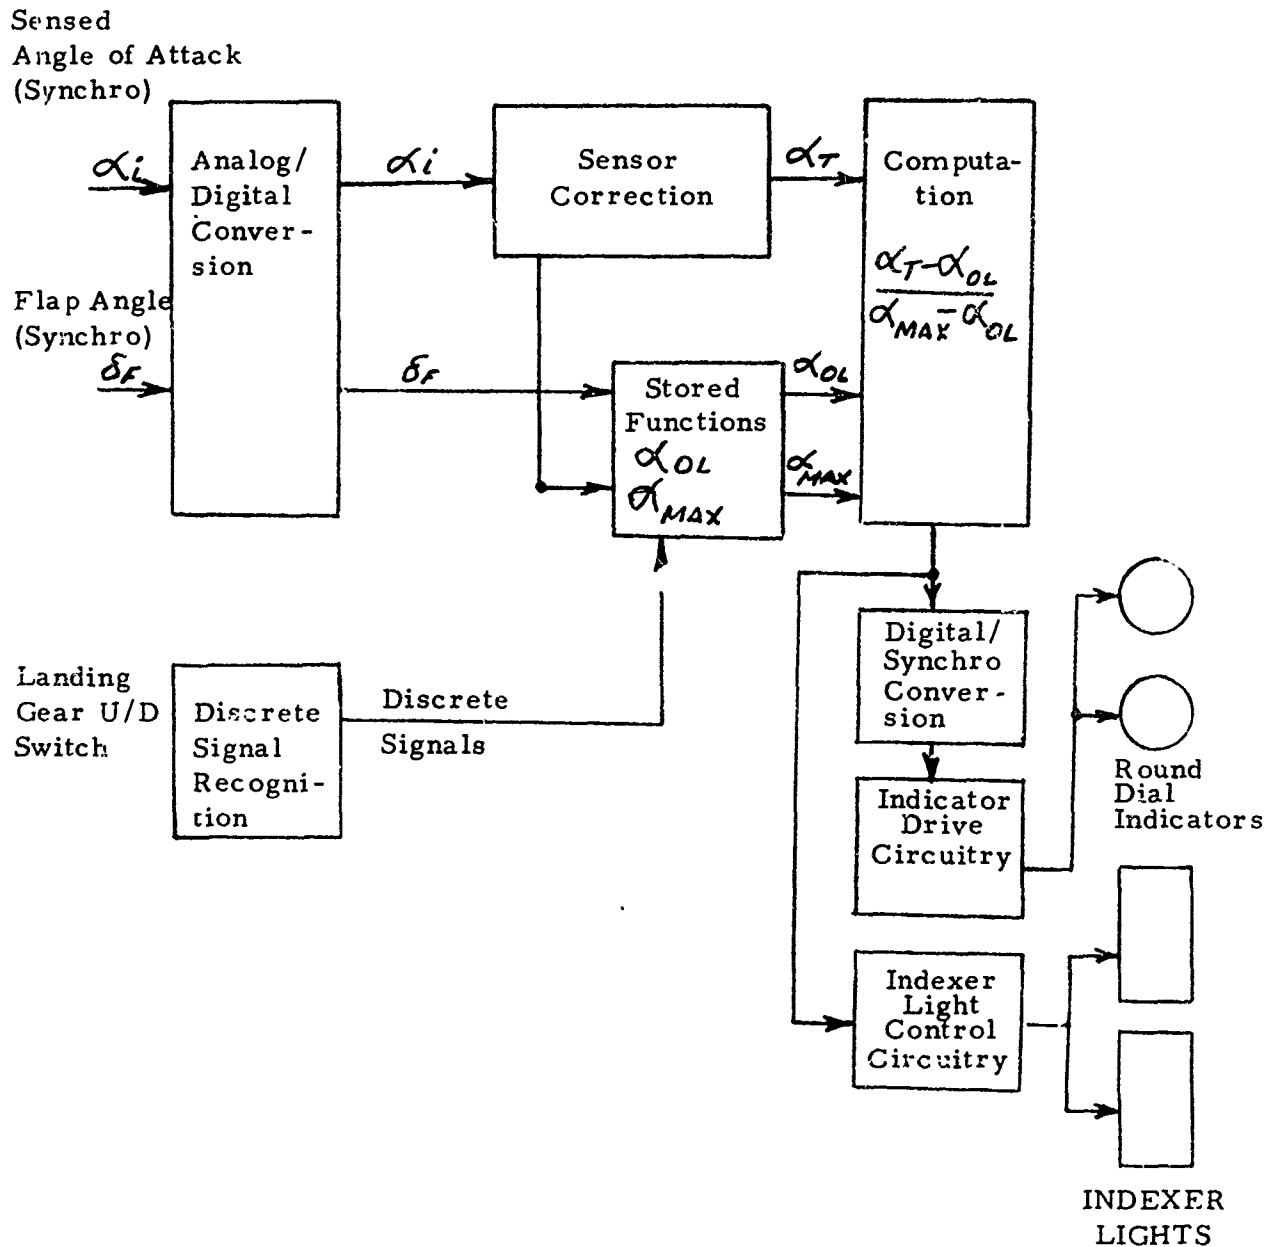 Sensed
Angle of Attack
(Synchro)
αi
Analog/
Digital
Conver-
sion
αi
Sensor
Correction
αT
Computa-
tion
αT-αOL
αMAX-αOL
Flap Angle
(Synchro)
δF
δF
Stored
Functions
αOL
αMAX
αOL
αMAX
Landing
Gear U/D
Switch
Discrete
Signal
Recogni-
tion
Discrete
Signals
Digital/
Synchro
Conver-
sion
Indicator
Drive
Circuitry
Round
Dial
Indicators
Indexer
Light
Control
Circuitry
INDEXER
LIGHTS